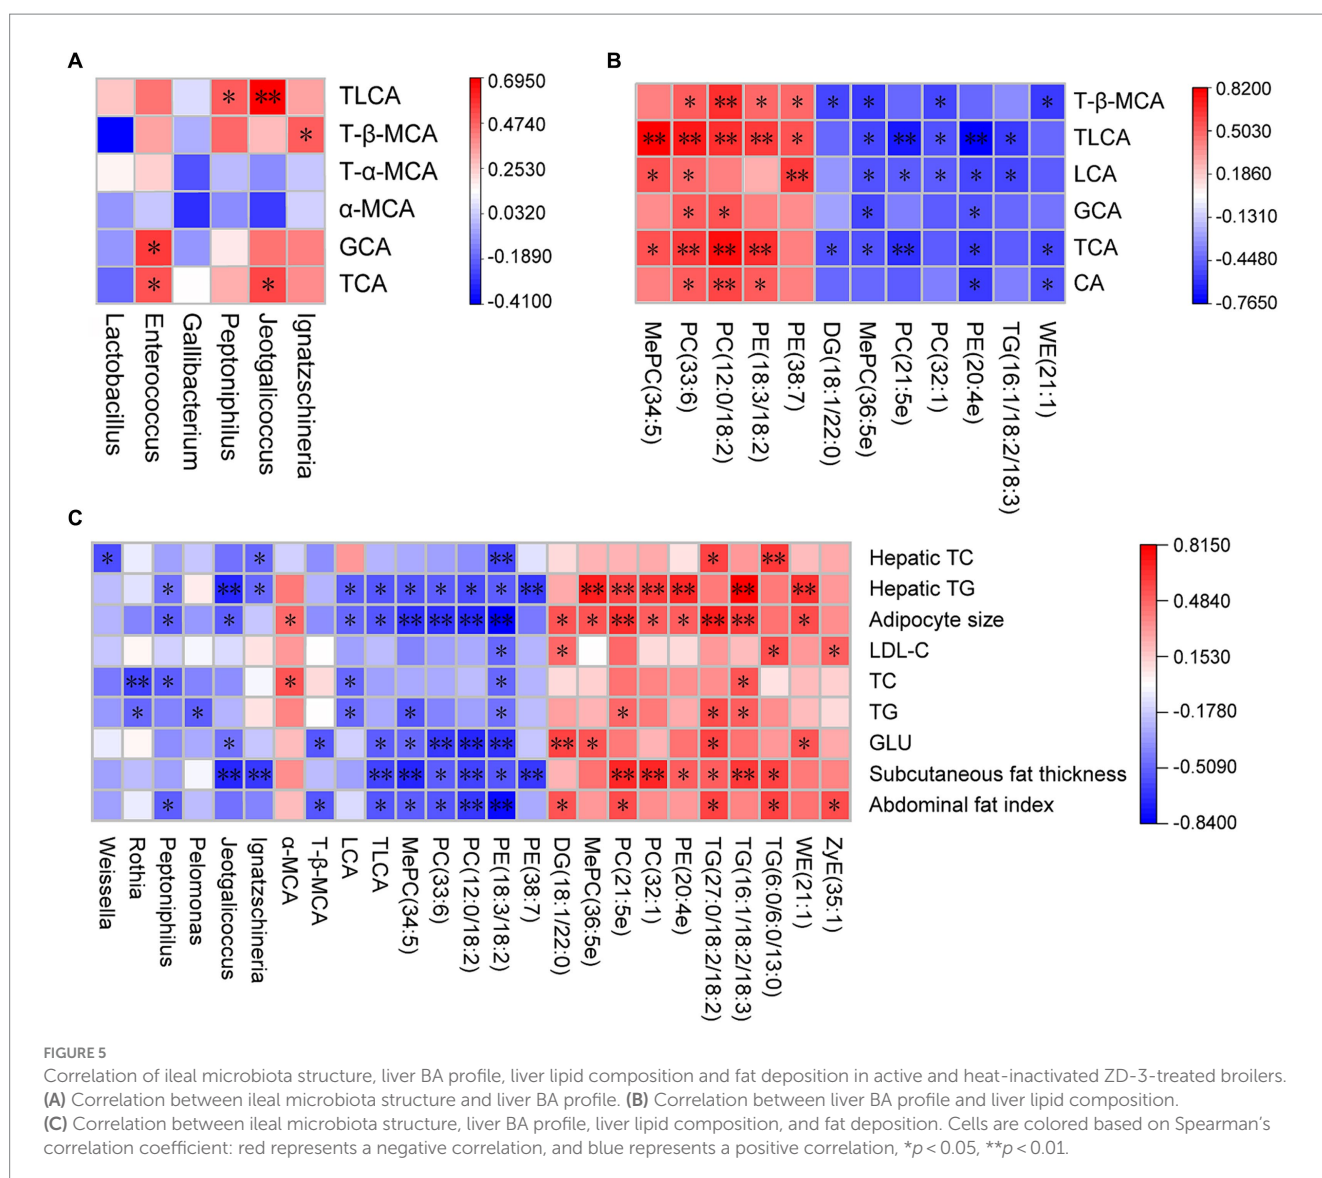 A
TLCA
T-β-MCA
T-α-MCA
α-MCA
GCA
TCA
* **
*
*
* *
Lactobacillus
Enterococcus
Gallibacterium
Peptoniphilus
Jeotgalicoccus
Ignatzschineria
0.6950
0.4740
0.2530
0.0320
-0.1890
-0.4100
B
* ** * * * * * *
** ** ** ** * * ** * ** *
* * ** * * * * *
* * * *
* ** ** ** * * ** * *
* ** * * *
T-β-MCA
TLCA
LCA
GCA
TCA
CA
MePC(34:5)
PC(33:6)
PC(12:0/18:2)
PE(18:3/18:2)
PE(38:7)
DG(18:1/22:0)
MePC(36:5e)
PC(21:5e)
PC(32:1)
PE(20:4e)
TG(16:1/18:2/18:3)
WE(21:1)
0.8200
0.5030
0.1860
-0.1310
-0.4480
-0.7650
C
* * ** * **
* ** * * * * * * * ** ** ** ** ** ** **
* * * * * ** ** ** ** * * ** * * ** ** *
* * * *
** * * * * *
* * * * * * * *
* * * * ** ** ** ** * * *
** ** ** ** * ** * ** ** ** * * ** *
* * * * * ** ** * * * * *
Hepatic TC
Hepatic TG
Adipocyte size
LDL-C
TC
TG
GLU
Subcutaneous fat thickness
Abdominal fat index
Weissella
Rothia
Peptoniphilus
Pelomonas
Jeotgalicoccus
Ignatzschineria
α-MCA
T-β-MCA
LCA
TLCA
MePC(34:5)
PC(33:6)
PC(12:0/18:2)
PE(18:3/18:2)
PE(38:7)
DG(18:1/22:0)
MePC(36:5e)
PC(21:5e)
PC(32:1)
PE(20:4e)
TG(27:0/18:2/18:2)
TG(16:1/18:2/18:3)
TG(6:0/6:0/13:0)
WE(21:1)
ZyE(35:1)
0.8150
0.4840
0.1530
-0.1780
-0.5090
-0.8400
FIGURE 5
Correlation of ileal microbiota structure, liver BA profile, liver lipid composition and fat deposition in active and heat-inactivated ZD-3-treated broilers.
(A) Correlation between ileal microbiota structure and liver BA profile. (B) Correlation between liver BA profile and liver lipid composition.
(C) Correlation between ileal microbiota structure, liver BA profile, liver lipid composition, and fat deposition. Cells are colored based on Spearman's
correlation coefficient: red represents a negative correlation, and blue represents a positive correlation, *p < 0.05, **p < 0.01.